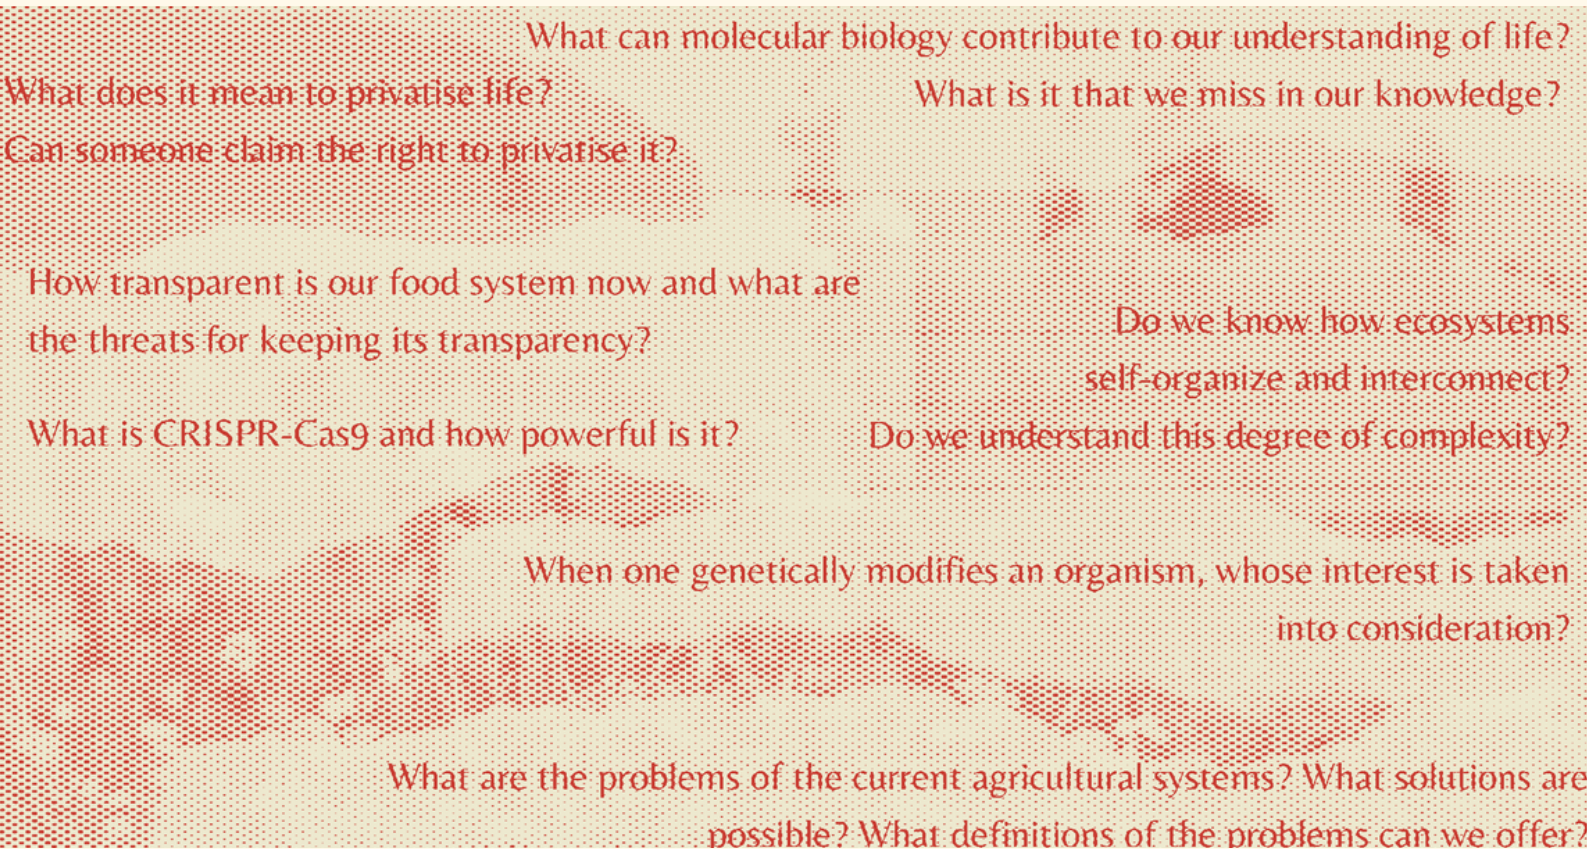 What can molecular biology contribute to our understanding of life?
What does it mean to privatise life?
What is it that we miss in our knowledge?
Can someone claim the right to privatise it?
How transparent is our food system now and what are
the threats for keeping its transparency?
Do we know how ecosystems
self-organize and interconnect?
What is CRISPR-Cas9 and how powerful is it?
Do we understand this degree of complexity?
When one genetically modifies an organism, whose interest is taken
into consideration?
What are the problems of the current agricultural systems? What solutions are
possible? What definitions of the problems can we offer?